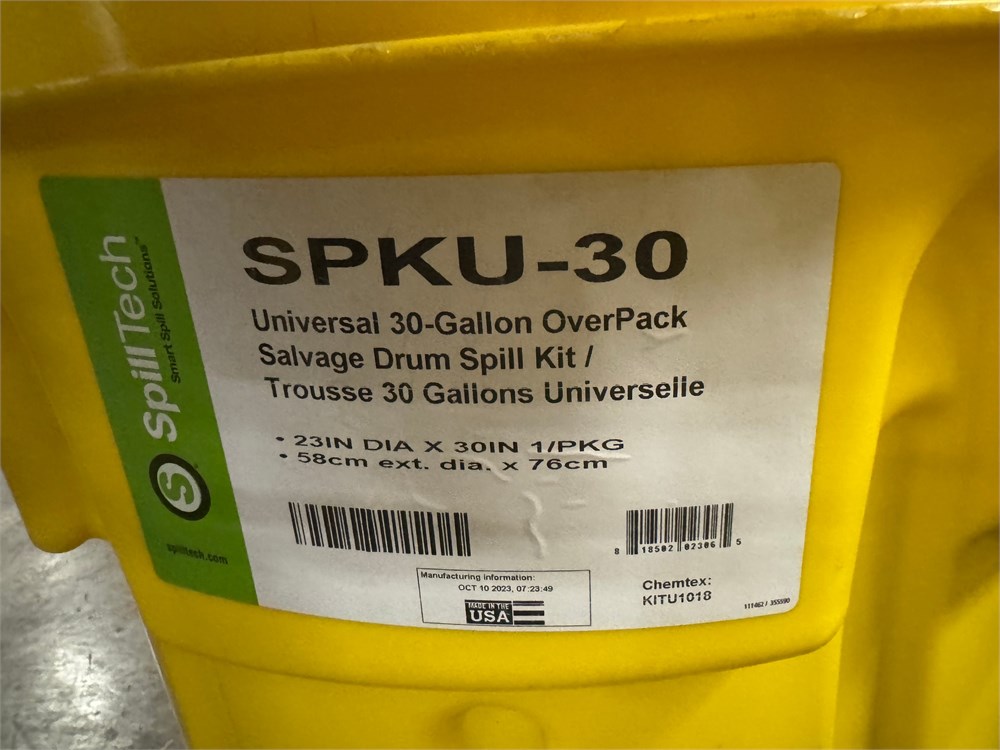 SpillTech
Smart Spill Solutions™
S
spilltech.com
SPKU-30
Universal 30-Gallon OverPack
Salvage Drum Spill Kit /
Trousse 30 Gallons Universelle
• 23IN DIA X 30IN 1/PKG
• 58cm ext. dia. x 76cm
8 18502 02306 5
Manufacturing Information:
OCT 10 2023, 07:23:49
MADE IN THE
USA
Chemtex:
KITU1018
111462 / 355590